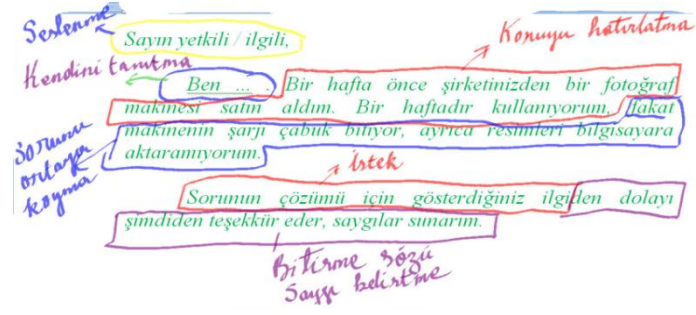 Seslenme
Sayın yetkili / ilgili,
Konuyu hatırlatma
Kendini tanıtma
Ben ... . Bir hafta önce şirketinizden bir fotoğraf
makinesi satın aldım. Bir haftadır kullanıyorum, fakat
makinenin şarjı çabuk bitiyor, ayrıca resimleri bilgisayara
aktaramıyorum.
Sorunu
ortaya
koyma
İstek
Sorunun çözümü için gösterdiğiniz ilgiden dolayı
şimdiden teşekkür eder, saygılar sunarım.
Bitirme sözü
Saygı belirtme